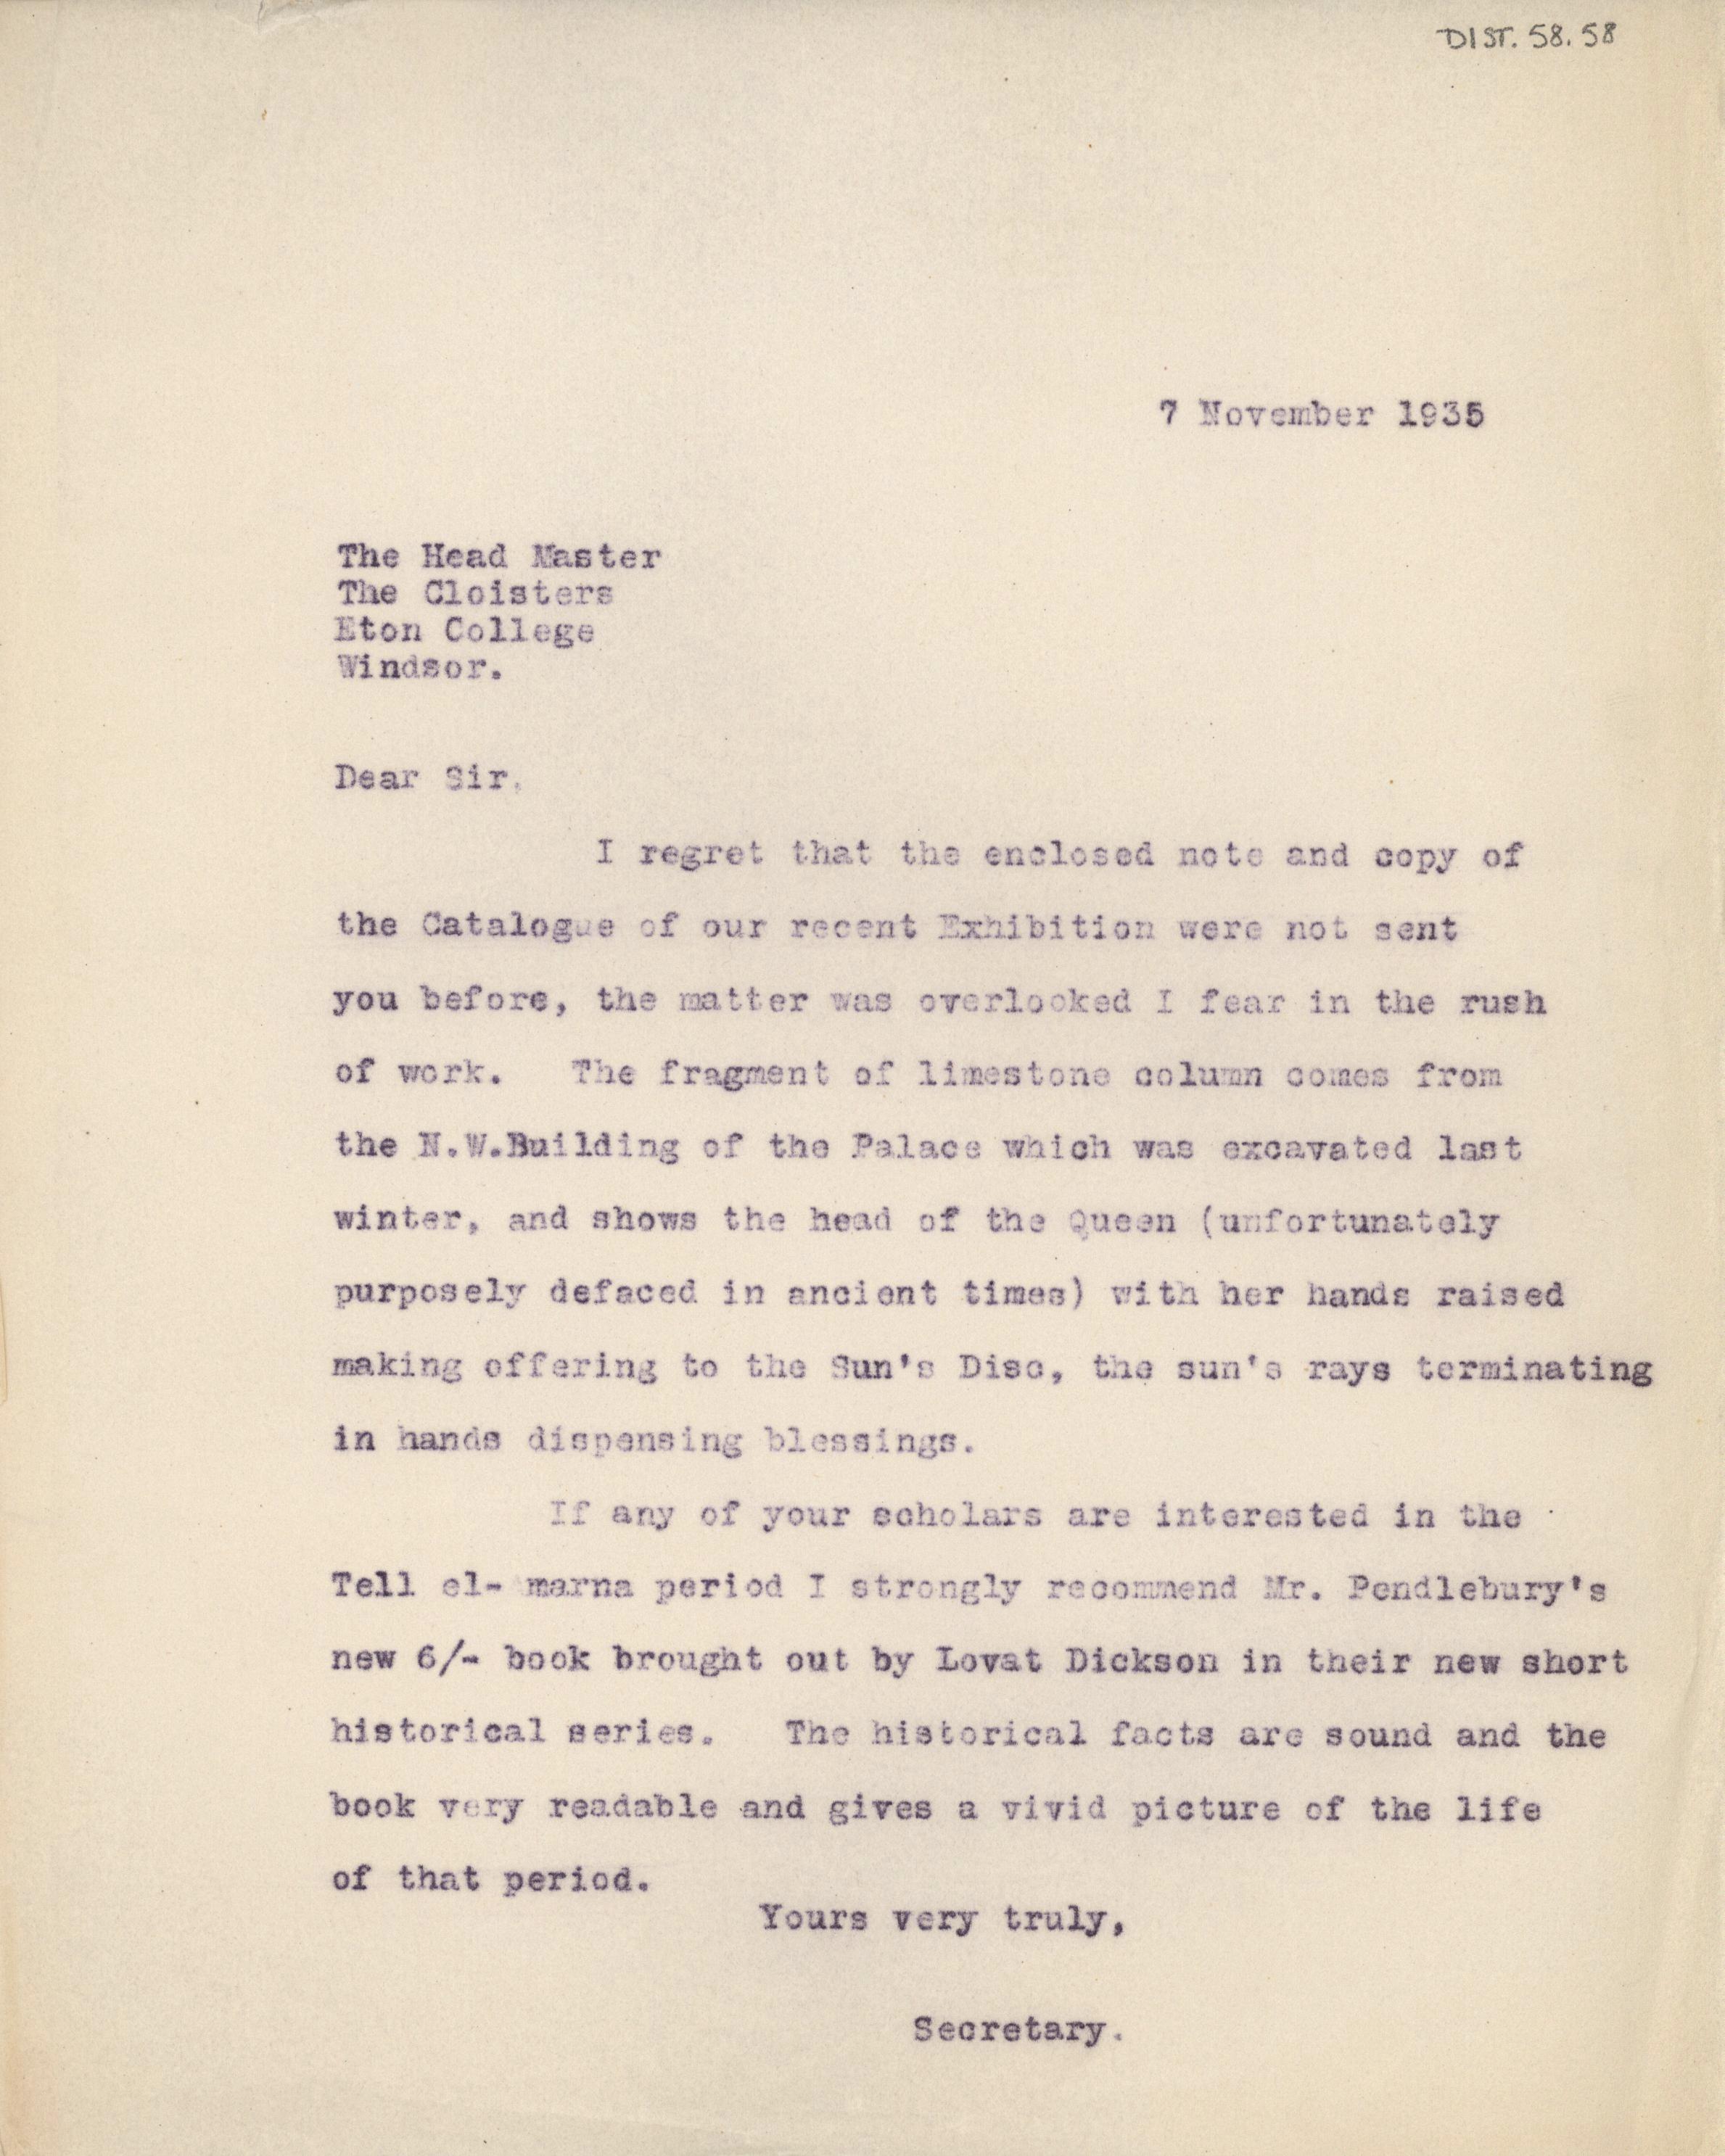 DIST. 58.58
7 November 1935
The Head Master
The Cloisters
Eton College
Windsor.
Dear Sir,
I regret that the enclosed note and copy of
the Catalogue of our recent Exhibition were not sent
you before, the matter was overlooked I fear in the rush
of work. The fragment of limestone column comes from
the N.W.Building of the Palace which was excavated last
winter, and shows the head of the Queen (unfortunately
purposely defaced in ancient times) with her hands raised
making offering to the Sun's Disc, the sun's rays terminating
in hands dispensing blessings.
If any of your scholars are interested in the
Tell el-Amarna period I strongly recommend Mr. Pendlebury's
new 6/- book brought out by Lovat Dickson in their new short
historical series. The historical facts are sound and the
book very readable and gives a vivid picture of the life
of that period.
Yours very truly,
Secretary.